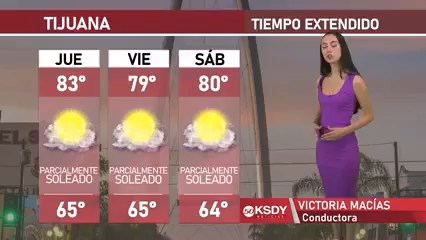 TIJUANA
TIEMPO EXTENDIDO
JUE VIE SÁB
83° 79° 80°
PARCIALMENTE SOLEADO PARCIALMENTE SOLEADO PARCIALMENTE SOLEADO
65° 65° 64°
KSDY
NOTICIAS
VICTORIA MACÍAS
Conductora